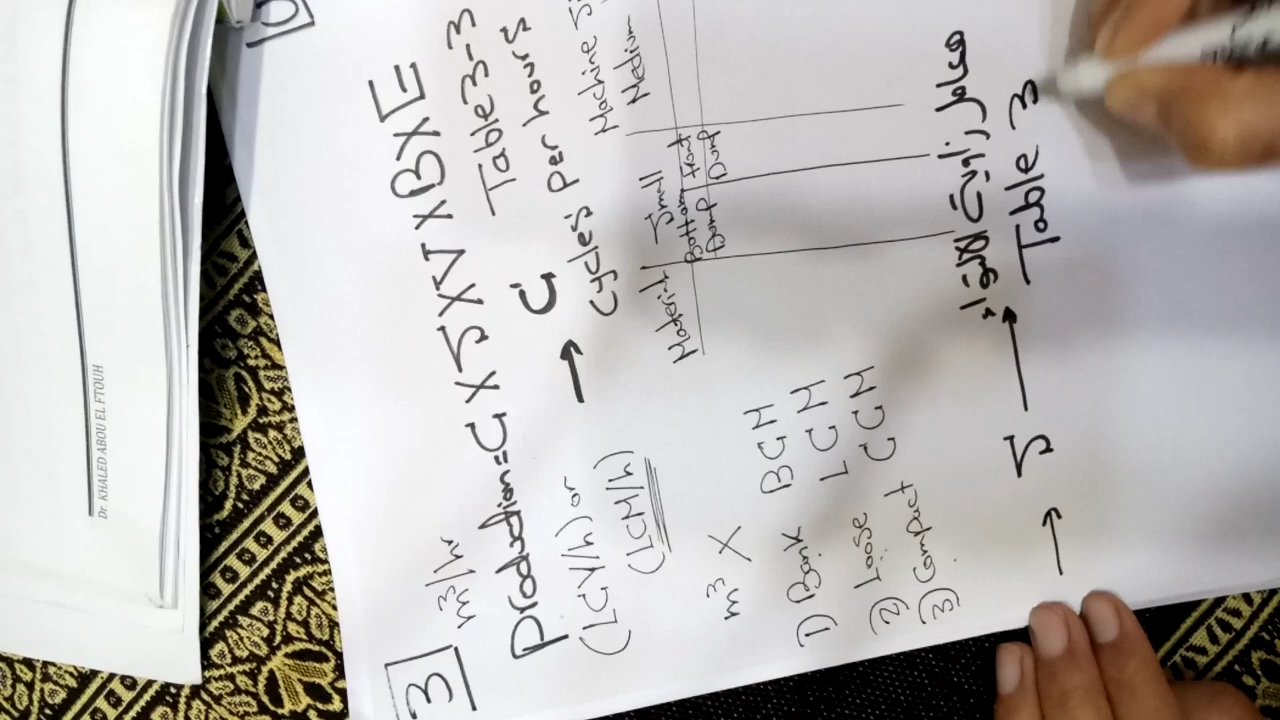 Dr. KHALED ABOU EL FTOUH
3
m³/hr
Production = C x S x V x B x E
(LCY/h) or
(LCM/h)
→ C Table 3-3
cycles per hours
Machine
Material Small Medium
Bottom Dump
Front Dump
m³ X
1) Bank BCM
2) Loose LCM
3) Compact CCM
→ S → معامل زاوية الالتواء
Table 3